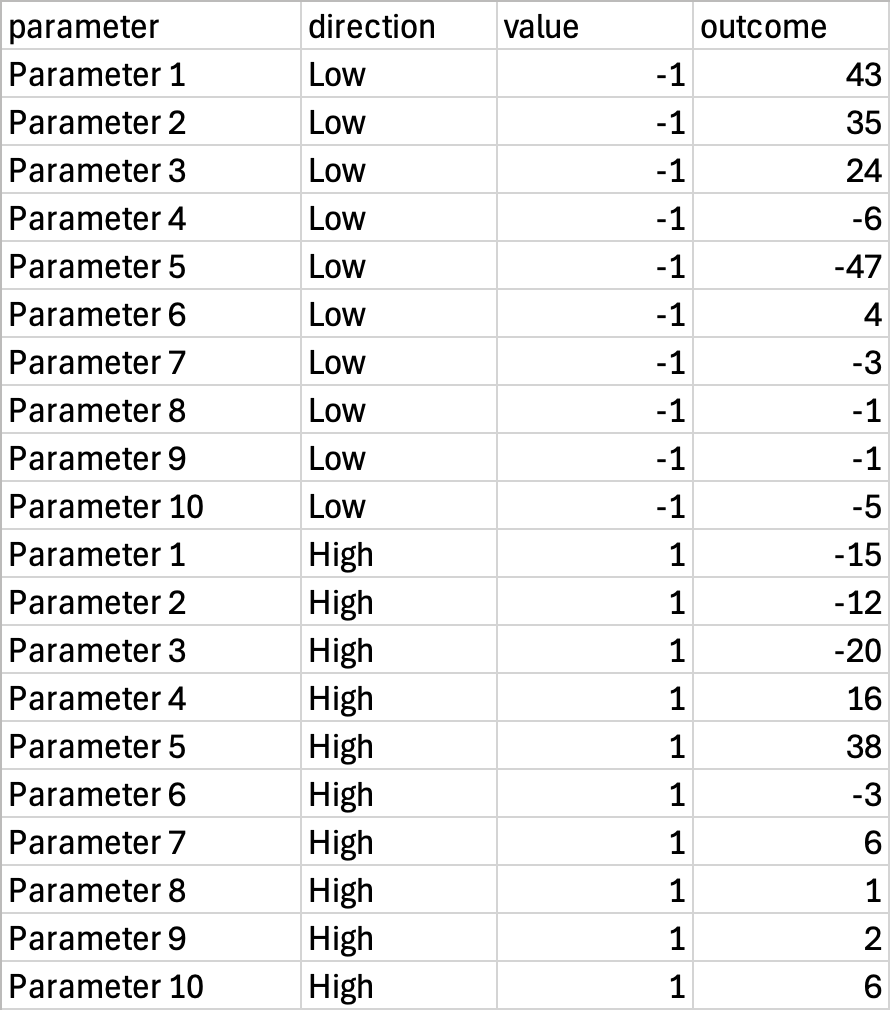 parameter direction value outcome
Parameter 1 Low -1 43
Parameter 2 Low -1 35
Parameter 3 Low -1 24
Parameter 4 Low -1 -6
Parameter 5 Low -1 -47
Parameter 6 Low -1 4
Parameter 7 Low -1 -3
Parameter 8 Low -1 -1
Parameter 9 Low -1 -1
Parameter 10 Low -1 -5
Parameter 1 High 1 -15
Parameter 2 High 1 -12
Parameter 3 High 1 -20
Parameter 4 High 1 16
Parameter 5 High 1 38
Parameter 6 High 1 -3
Parameter 7 High 1 6
Parameter 8 High 1 1
Parameter 9 High 1 2
Parameter 10 High 1 6